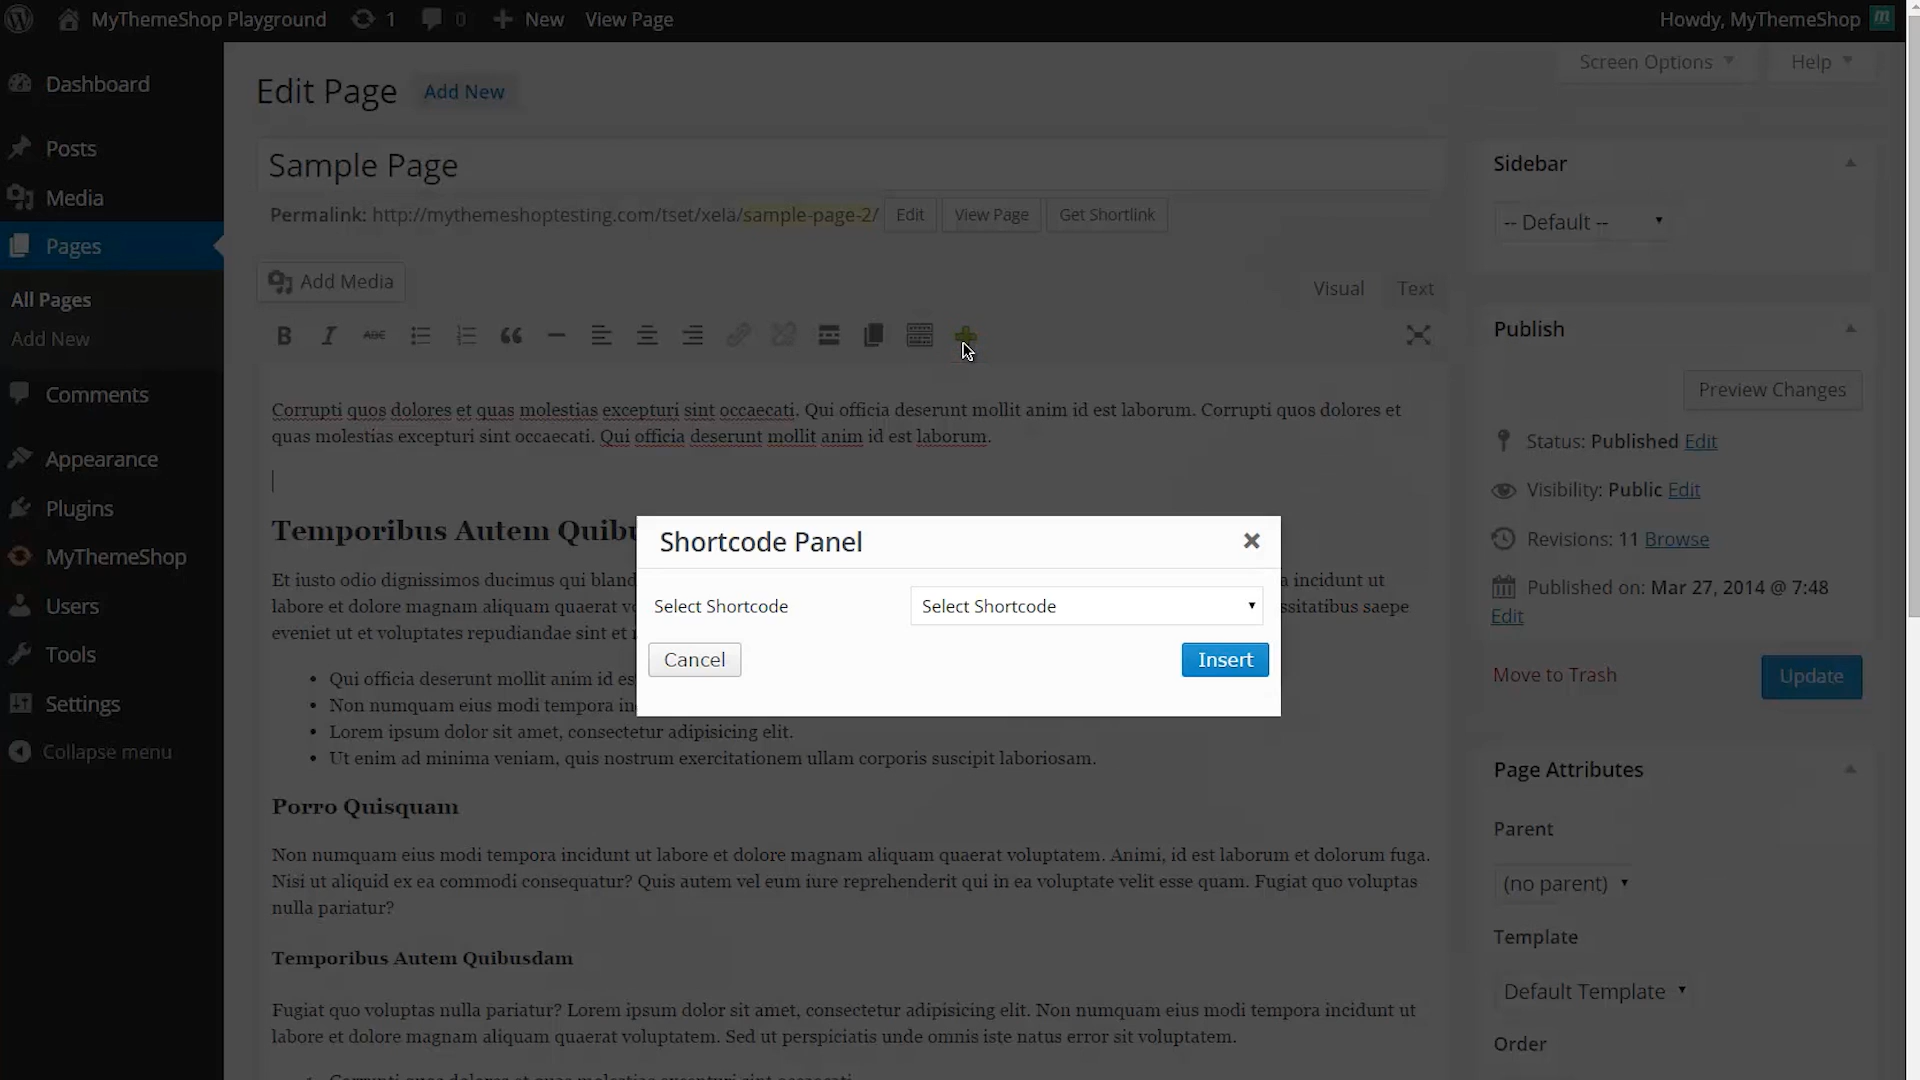 MyThemeShop Playground 1 0 New View Page Howdy, MyThemeShop m
Screen Options Help
Dashboard
Posts
Media
Pages
All Pages
Add New
Comments
Appearance
Plugins
MyThemeShop
Users
Tools
Settings
Collapse menu
Edit Page Add New
Sample Page
Permalink: http://mythemeshoptesting.com/tset/xela/sample-page-2/ Edit View Page Get Shortlink
Add Media
Visual Text
B I ABC
Corrupti quos dolores et quas molestias excepturi sint occaecati. Qui officia deserunt mollit anim id est laborum. Corrupti quos dolores et
quas molestias excepturi sint occaecati. Qui officia deserunt mollit anim id est laborum.
Temporibus Autem
Et iusto odio dignissimos ducimus qui incidunt ut
labore et dolore magnam aliquam quaerat saepe
eveniet ut et voluptates repudiandae sint et
Qui officia deserunt mollit anim id
Non numquam eius modi tempora
Lorem ipsum dolor sit amet, consectetur adipisicing elit.
Ut enim ad minima veniam, quis nostrum exercitationem ullam corporis suscipit laboriosam.
Porro Quisquam
Non numquam eius modi tempora incidunt ut labore et dolore magnam aliquam quaerat voluptatem. Animi, id est laborum et dolorum fuga.
Nisi ut aliquid ex ea commodi consequatur? Quis autem vel eum iure reprehenderit qui in ea voluptate velit esse quam. Fugiat quo voluptas
nulla pariatur?
Temporibus Autem Quibusdam
Fugiat quo voluptas nulla pariatur? Lorem ipsum dolor sit amet, consectetur adipisicing elit. Non numquam eius modi tempora incidunt ut
labore et dolore magnam aliquam quaerat voluptatem. Sed ut perspiciatis unde omnis iste natus error sit voluptatem.
Shortcode Panel
Select Shortcode Select Shortcode
Cancel Insert
Sidebar
-- Default --
Publish
Preview Changes
Status: Published Edit
Visibility: Public Edit
Revisions: 11 Browse
Published on: Mar 27, 2014 @ 7:48
Edit
Move to Trash Update
Page Attributes
Parent
(no parent)
Template
Default Template
Order